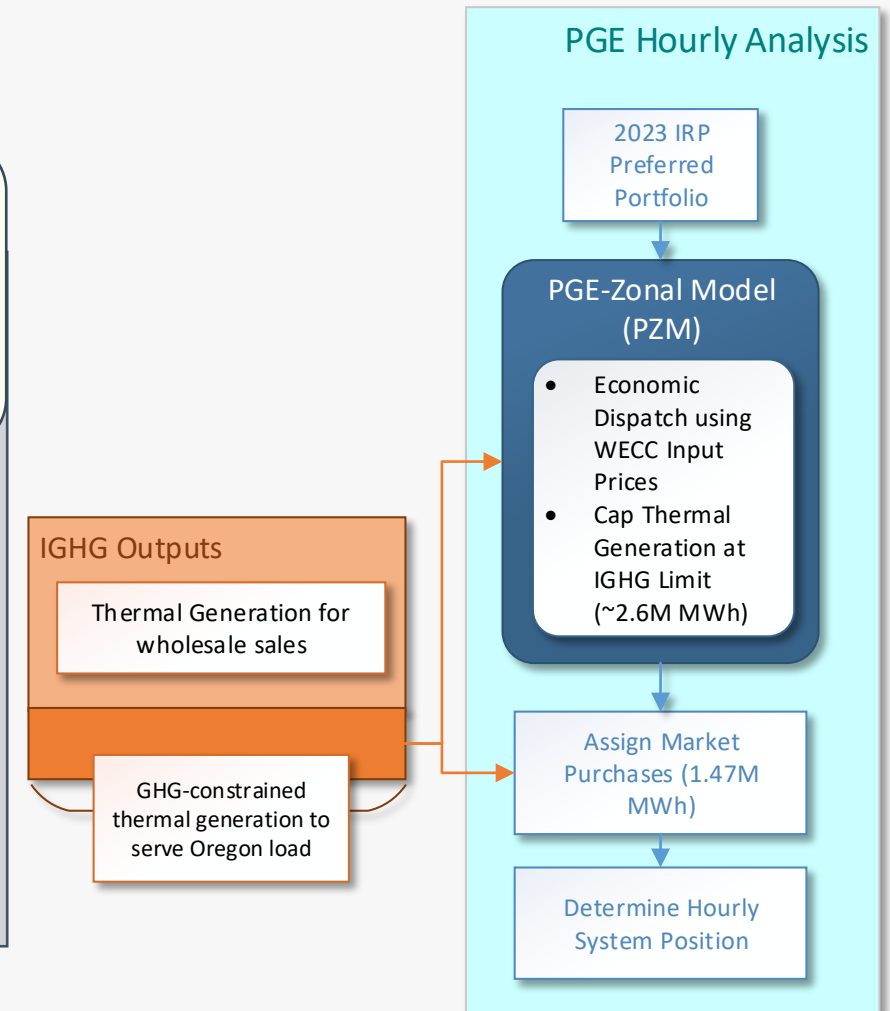 PGE Hourly Analysis
2023 IRP
Preferred
Portfolio
PGE-Zonal Model
(PZM)
• Economic
Dispatch using
WECC Input
Prices
• Cap Thermal
Generation at
IGHG Limit
(~2.6M MWh)
IGHG Outputs
Thermal Generation for
wholesale sales
GHG-constrained
thermal generation to
serve Oregon load
Assign Market
Purchases (1.47M
MWh)
Determine Hourly
System Position